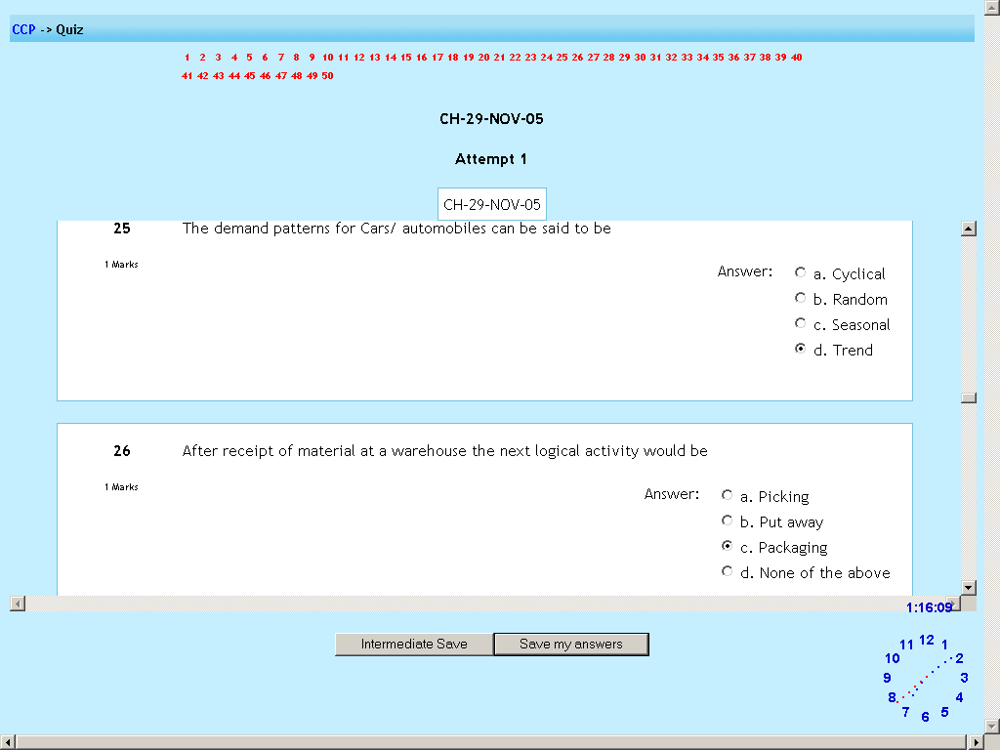 CCP -> Quiz
1 2 3 4 5 6 7 8 9 10 11 12 13 14 15 16 17 18 19 20 21 22 23 24 25 26 27 28 29 30 31 32 33 34 35 36 37 38 39 40
41 42 43 44 45 46 47 48 49 50
CH-29-NOV-05
Attempt 1
CH-29-NOV-05
25 The demand patterns for Cars/ automobiles can be said to be
1 Marks
Answer: a. Cyclical
b. Random
c. Seasonal
d. Trend
26 After receipt of material at a warehouse the next logical activity would be
1 Marks
Answer: a. Picking
b. Put away
c. Packaging
d. None of the above
1:16:09
Intermediate Save Save my answers
12
11 1
10 2
9 3
8 4
7 5
6